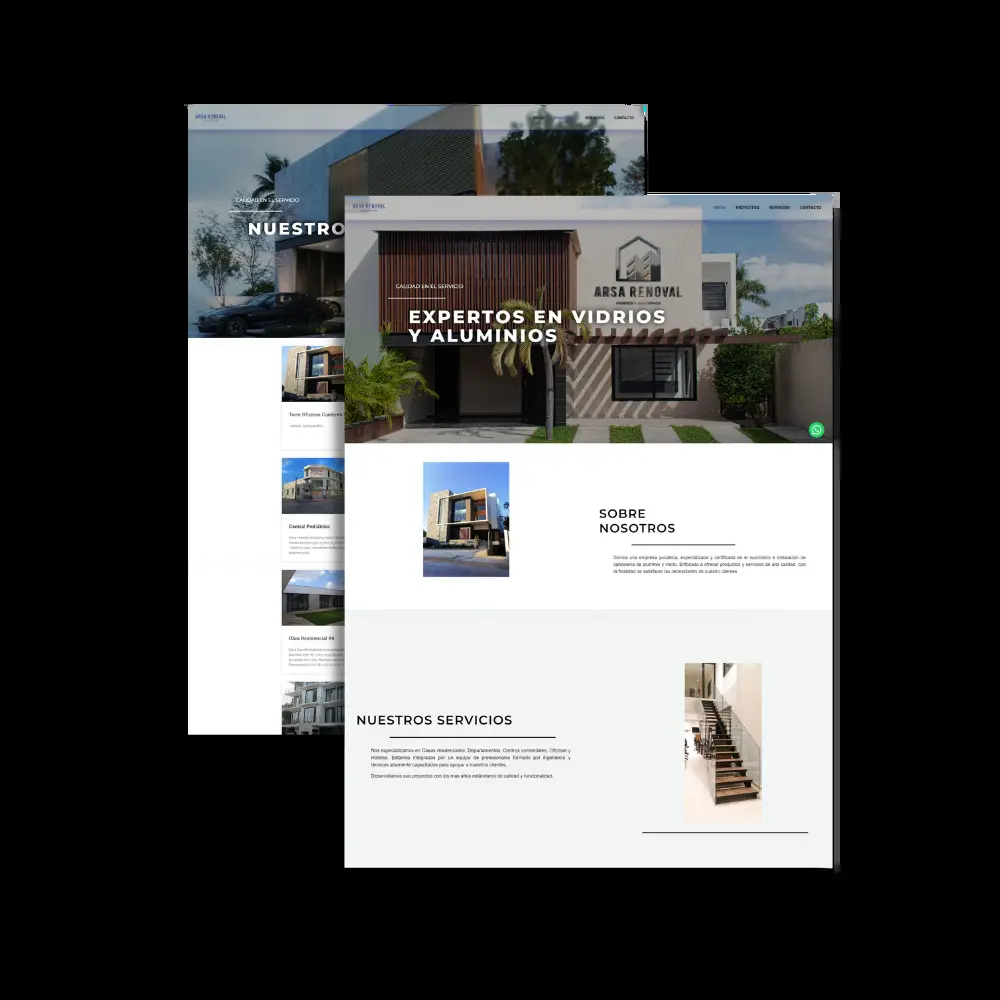 ARSA RENOVAL
SERVICIOS CONTACTO
CALIDAD EN EL SERVICIO
NUESTRO
Torre Oficinas Cumbres
Central Pediátrica
Obra Residencial #4
ARSA RENOVAL
INICIO PROYECTOS SERVICIOS CONTACTO
ARSA RENOVAL
CALIDAD EN EL SERVICIO
EXPERTOS EN VIDRIOS
Y ALUMINIOS
SOBRE
NOSOTROS
Somos una empresa yucateca, especializada y certificada en el suministro e instalación de
cancelería de aluminio y vidrio. Enfocada a ofrecer productos y servicios de alta calidad, con
la finalidad de satisfacer las necesidades de nuestro clientes
NUESTROS SERVICIOS
Nos especializamos en Casas residenciales, Departamentos, Centros comerciales, Oficinas y
Hoteles. Estamos integrados por un equipo de profesionales formado por ingenieros y
técnicos altamente capacitados para apoyar a nuestros clientes.
Desarrollamos sus proyectos con los mas altos estándares de calidad y funcionalidad.